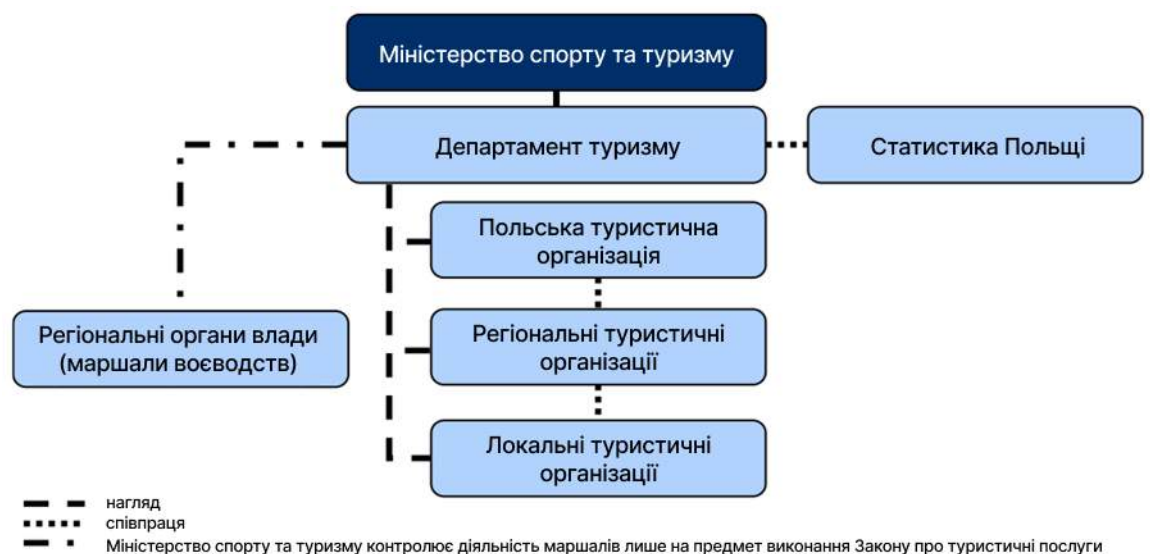 Міністерство спорту та туризму
Департамент туризму
Статистика Польщі
Польська туристична
організація
Регіональні органи влади
(маршали воєводств)
Регіональні туристичні
організації
Локальні туристичні
організації
нагляд
співпраця
Міністерство спорту та туризму контролює діяльність маршалів лише на предмет виконання Закону про туристичні послуги